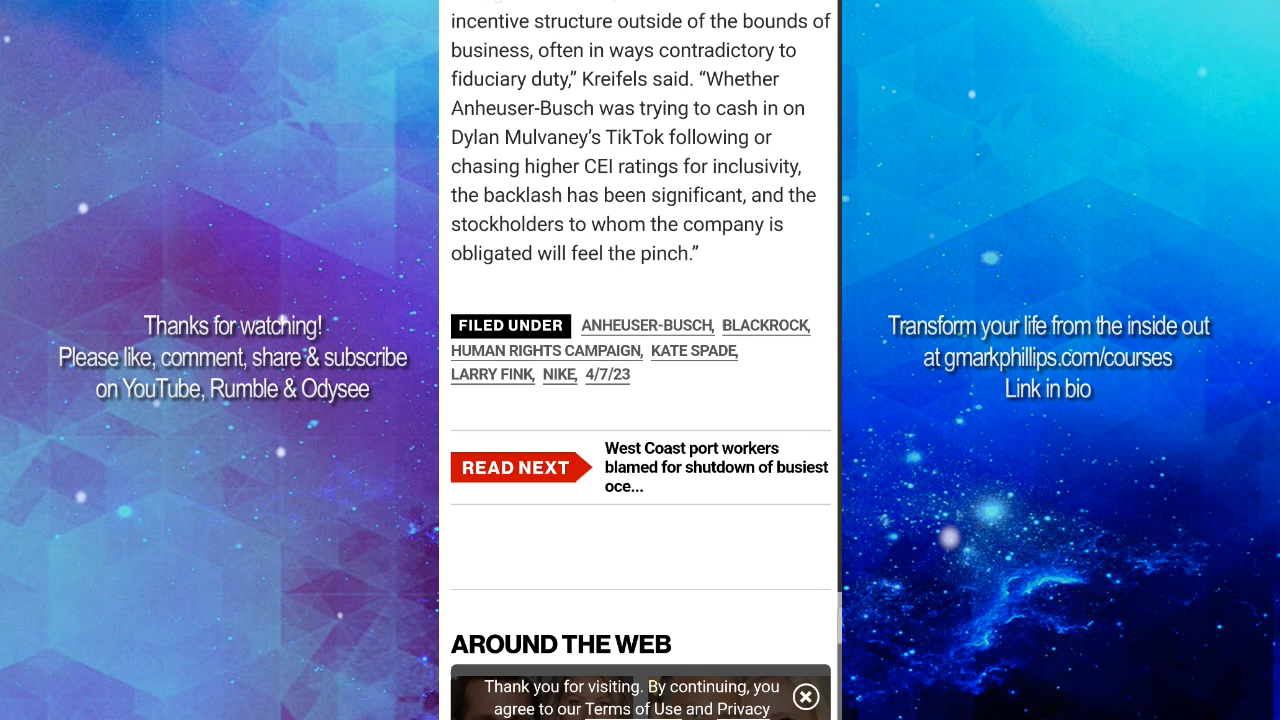 Thanks for watching!
Please like, comment, share & subscribe
on YouTube, Rumble & Odysee
incentive structure outside of the bounds of
business, often in ways contradictory to
fiduciary duty,” Kreifels said. “Whether
Anheuser-Busch was trying to cash in on
Dylan Mulvaney’s TikTok following or
chasing higher CEI ratings for inclusivity,
the backlash has been significant, and the
stockholders to whom the company is
obligated will feel the pinch.”
FILED UNDER ANHEUSER-BUSCH, BLACKROCK,
HUMAN RIGHTS CAMPAIGN, KATE SPADE,
LARRY FINK, NIKE, 4/7/23
READ NEXT
West Coast port workers
blamed for shutdown of busiest
oce...
AROUND THE WEB
Thank you for visiting. By continuing, you
agree to our Terms of Use and Privacy
Transform your life from the inside out
at gmarkphillips.com/courses
Link in bio